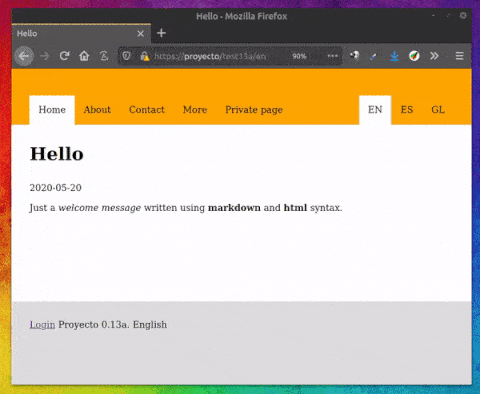 Hello - Mozilla Firefox
Hello
https://proyecto/test13a/en 90%
Home About Contact More Private page EN ES GL
Hello
2020-05-20
Just a welcome message written using markdown and html syntax.
Login Proyecto 0.13a. English